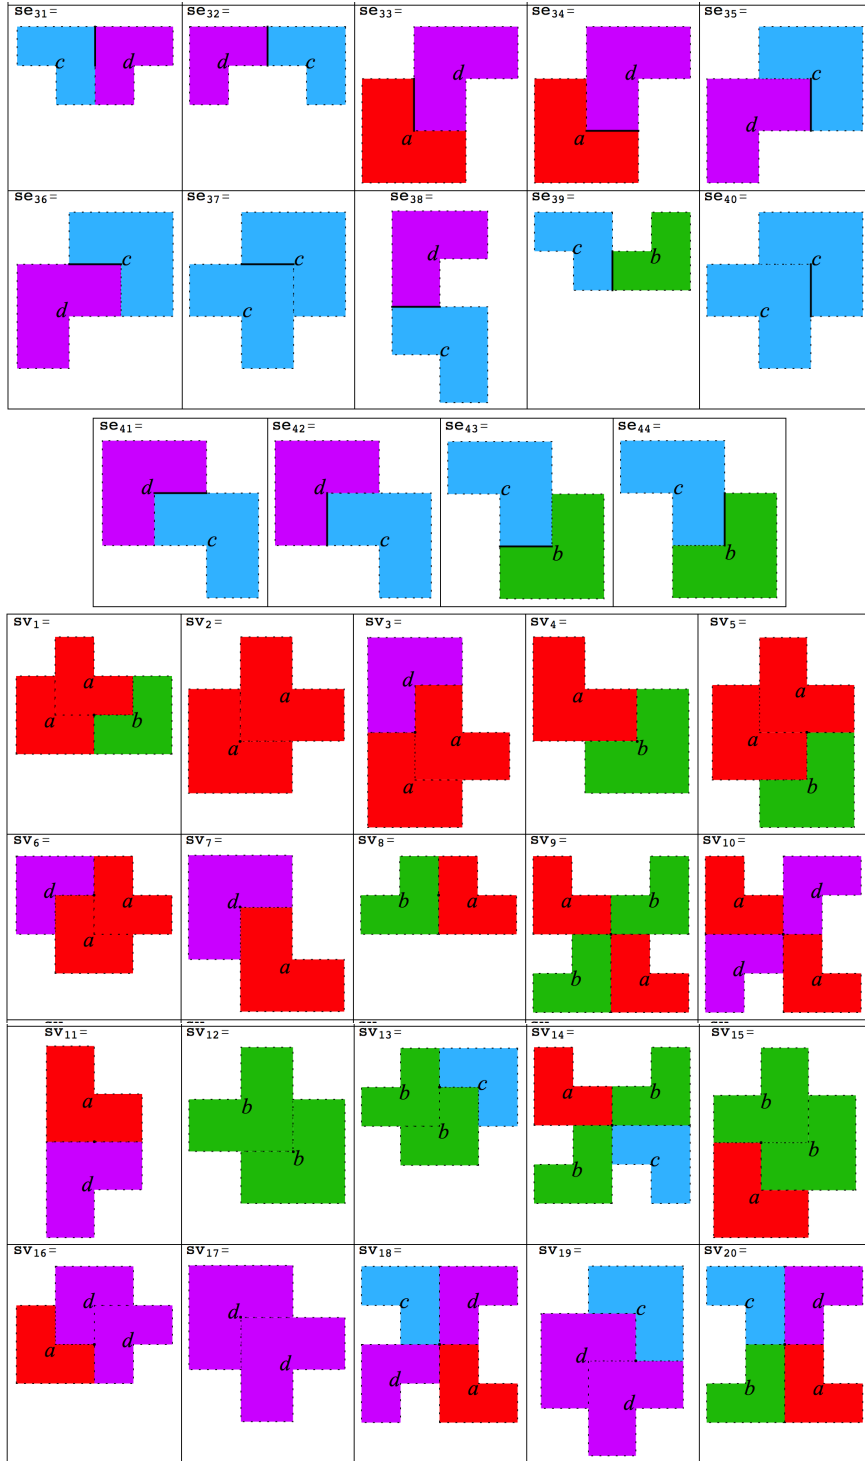 se31= se32= se33= se34= se35=
c d d c d a d a c d
se36= se37= se38= se39= se40=
c d c c d c c b c c
se41= se42= se43= se44=
d c d c c b c b
sv1= sv2= sv3= sv4= sv5=
a a b a a d a a a b a a b
sv6= sv7= sv8= sv9= sv10=
d a a d a b a a b b a a d d a
sv11= sv12= sv13= sv14= sv15=
a d b b b c b a b b c b b a
sv16= sv17= sv18= sv19= sv20=
d d a d d c d d a c d d c d b a